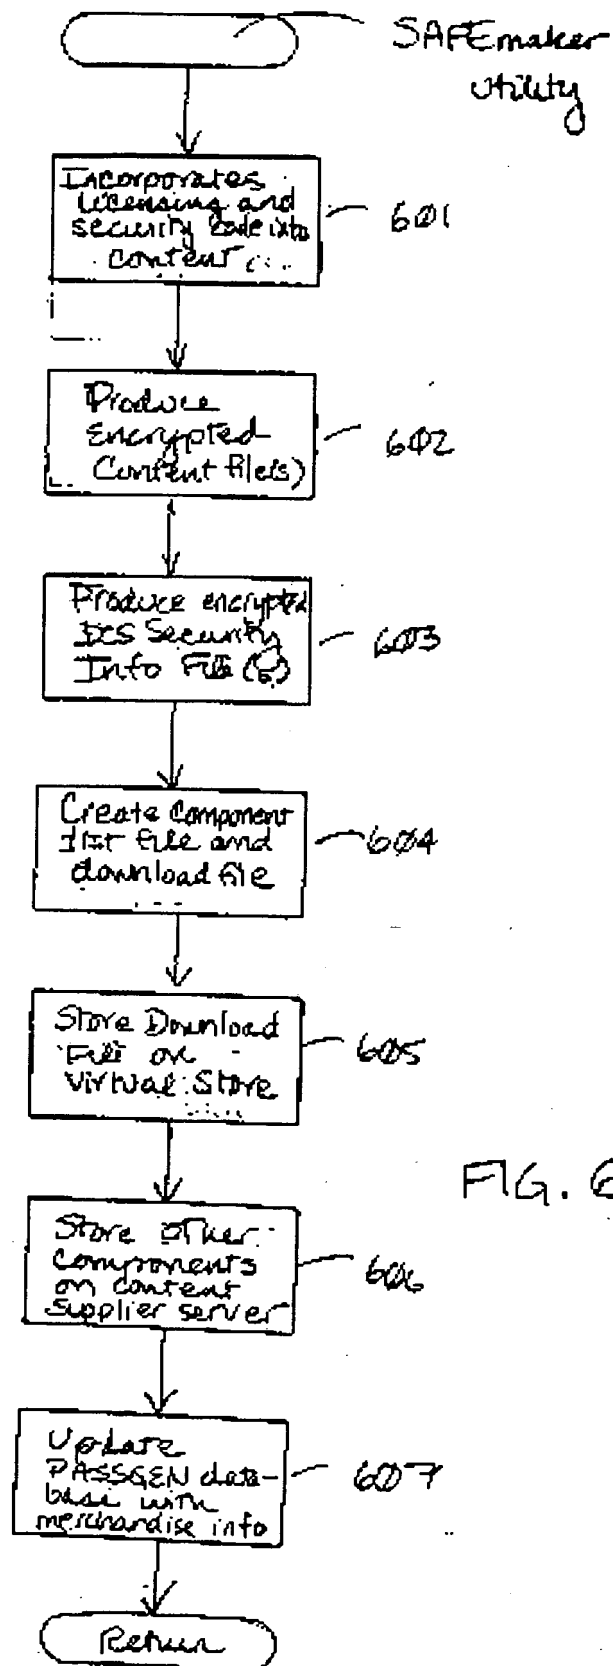 SAFEmaker
utility
Incorporates
licensing and
security code into
content
601
Produce
Encrypted
Content file(s)
602
Produce encrypted
DCS Security
Info File(s)
603
Create component
list file and
download file
604
Store Download
File on
Virtual Store
605
Store other
components
on content
supplier server
606
FIG. 6
Update
PASSGEN data-
base with
merchandise info
607
Return